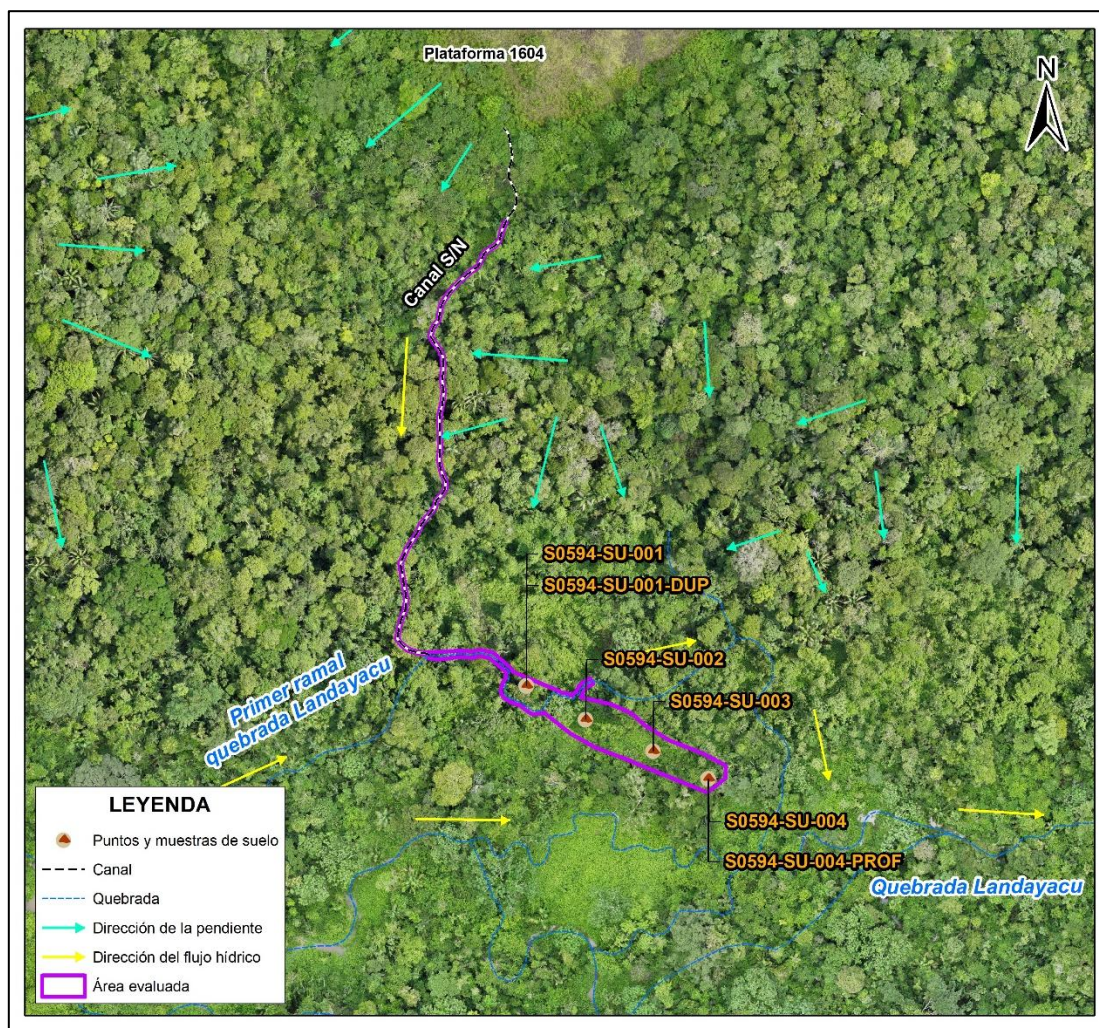 Plataforma 1604
N
Canal S/N
S0594-SU-001
S0594-SU-001-DUP
S0594-SU-002
S0594-SU-003
Primer ramal
quebrada Landayacu
S0594-SU-004
S0594-SU-004-PROF
Quebrada Landayacu
LEYENDA
Puntos y muestras de suelo
Canal
Quebrada
Dirección de la pendiente
Dirección del flujo hídrico
Área evaluada